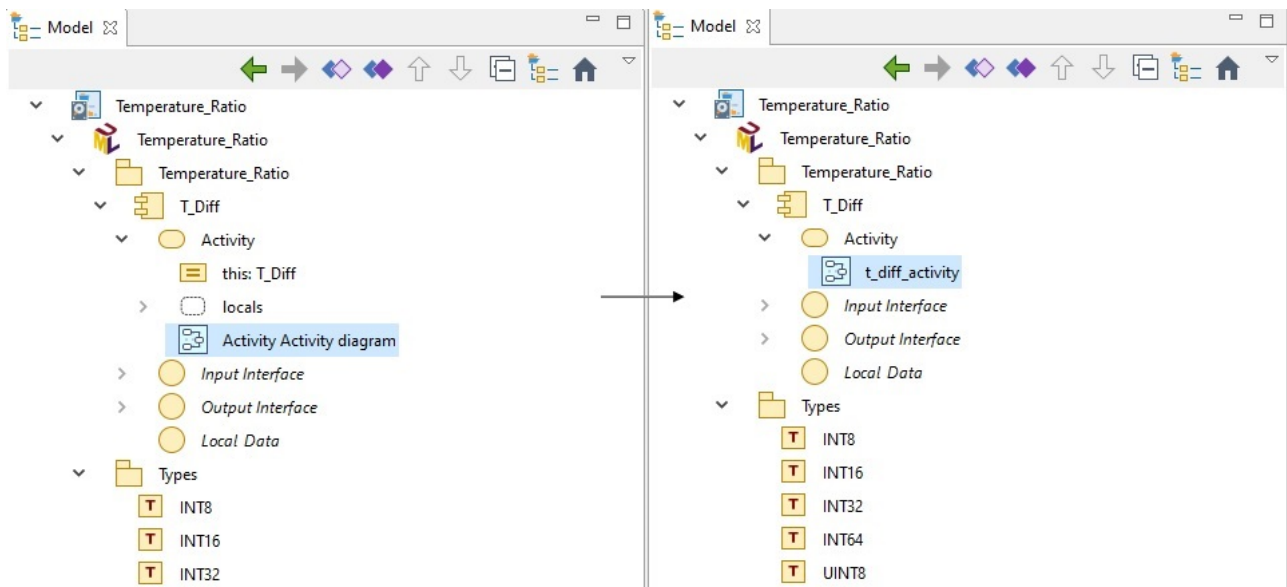 Model
Temperature_Ratio
Temperature_Ratio
Temperature_Ratio
T_Diff
Activity
this: T_Diff
locals
Activity Activity diagram
Input Interface
Output Interface
Local Data
Types
T INT8
T INT16
T INT32
Model
Temperature_Ratio
UML Temperature_Ratio
Temperature_Ratio
T_Diff
Activity
t_diff_activity
Input Interface
Output Interface
Local Data
Types
T INT8
T INT16
T INT32
T INT64
T UINT8